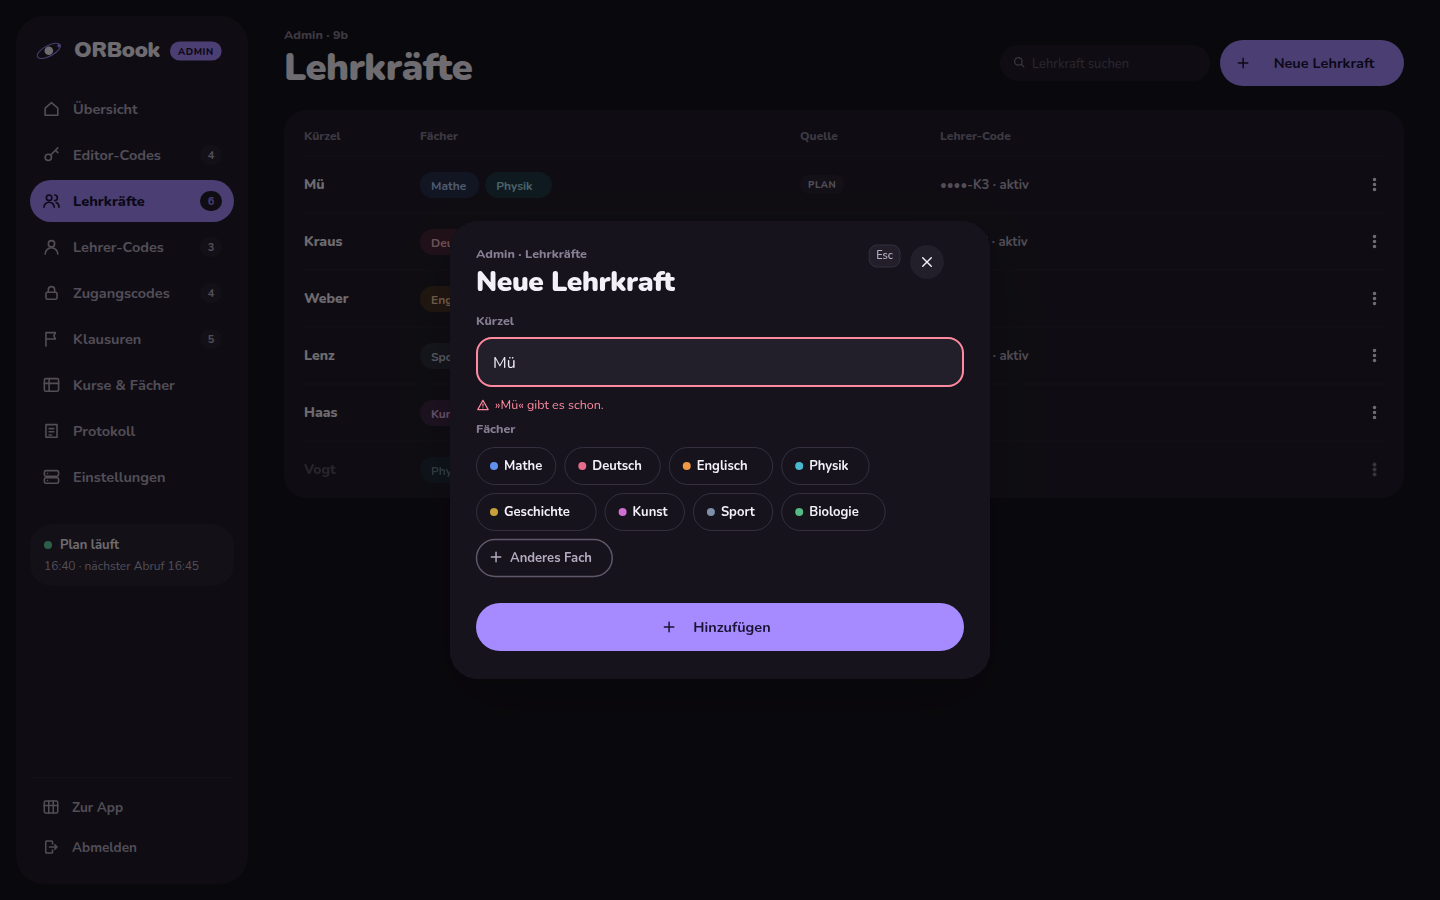 ORBook ADMIN
Übersicht
Editor-Codes 4
Lehrkräfte 6
Lehrer-Codes 3
Zugangscodes 4
Klausuren 5
Kurse & Fächer
Protokoll
Einstellungen
Plan läuft
16:40 · nächster Abruf 16:45
Zur App
Abmelden
Admin · 9b
Lehrkräfte
Lehrkraft suchen
Neue Lehrkraft
Kürzel Fächer Quelle Lehrer-Code
Mü Mathe Physik PLAN ••••-K3 · aktiv
Kraus · aktiv
Weber
Lenz · aktiv
Haas
Vogt
Admin · Lehrkräfte
Esc
Neue Lehrkraft
Kürzel
Mü
»Mü« gibt es schon.
Fächer
Mathe Deutsch Englisch Physik
Geschichte Kunst Sport Biologie
Anderes Fach
Hinzufügen